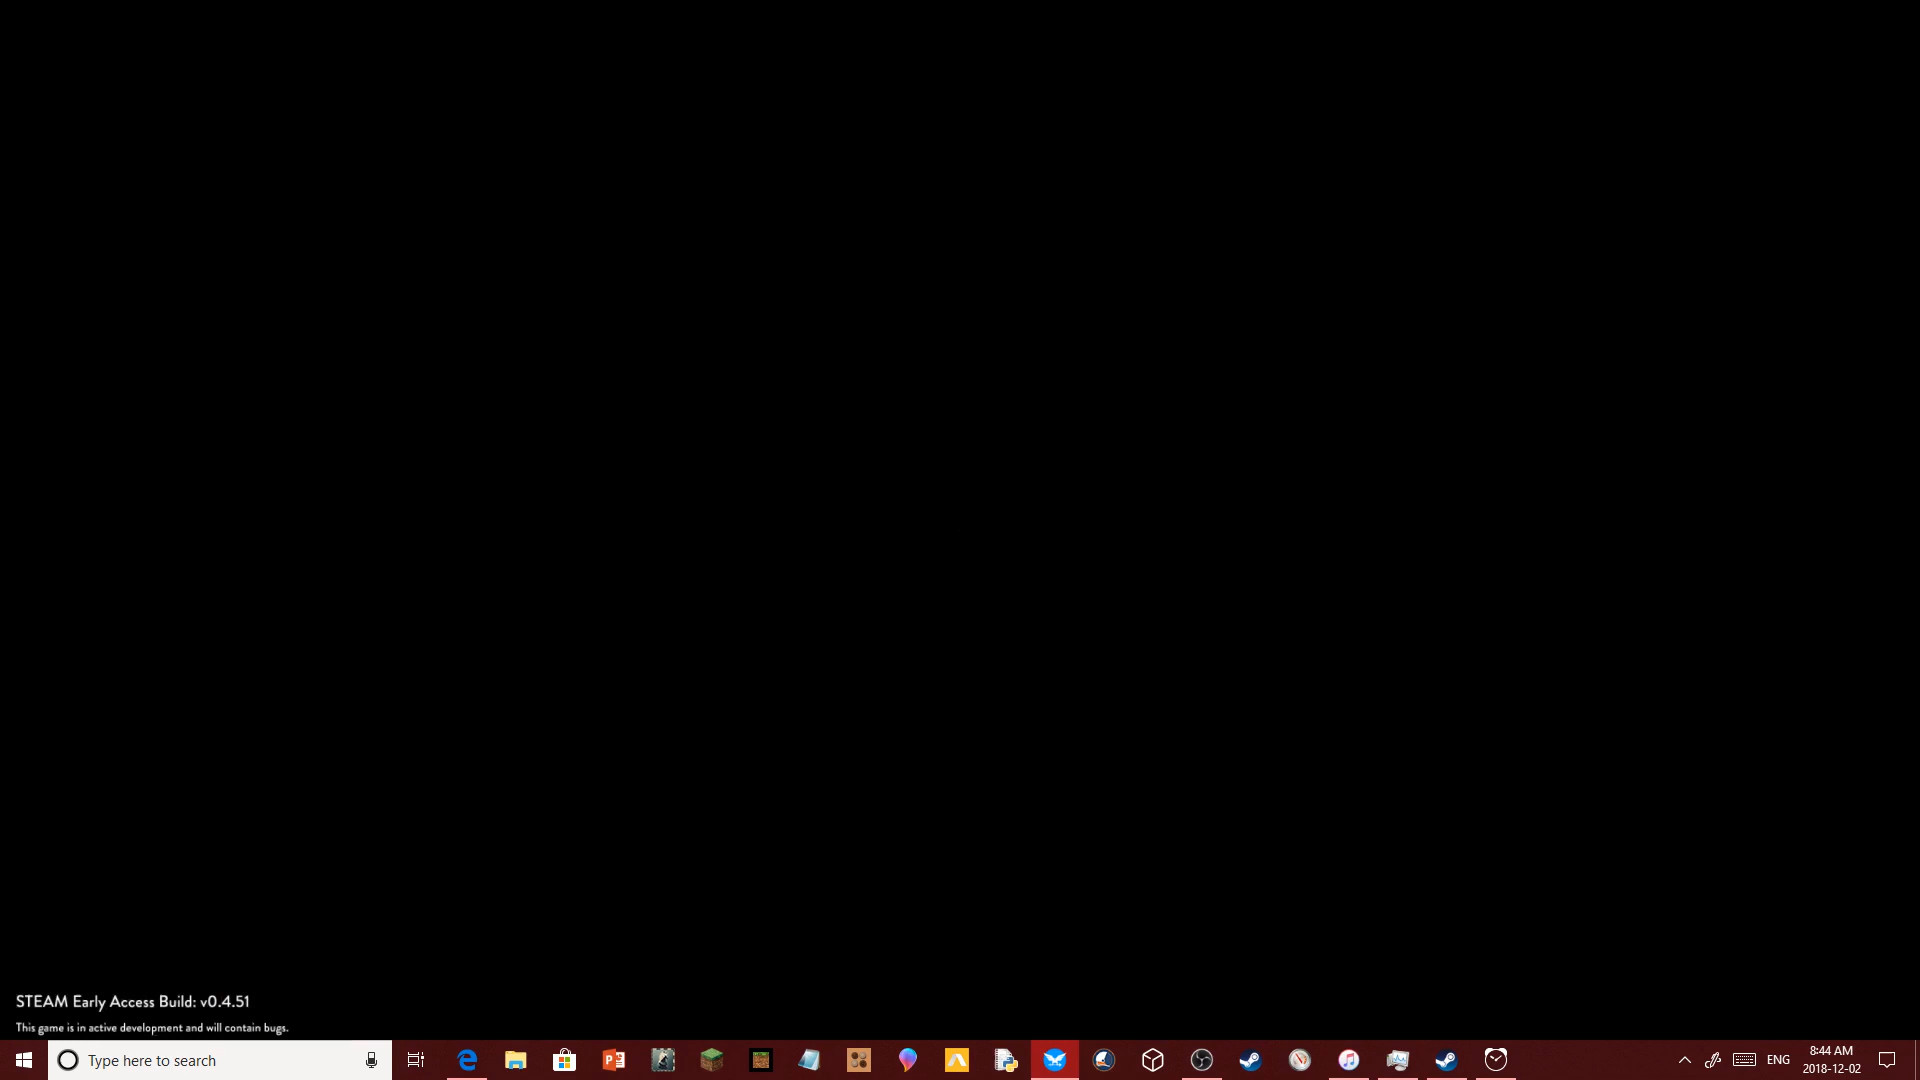 STEAM Early Access Build: v0.4.51
This game is in active development and will contain bugs.
Type here to search
ENG
8:44 AM
2018-12-02